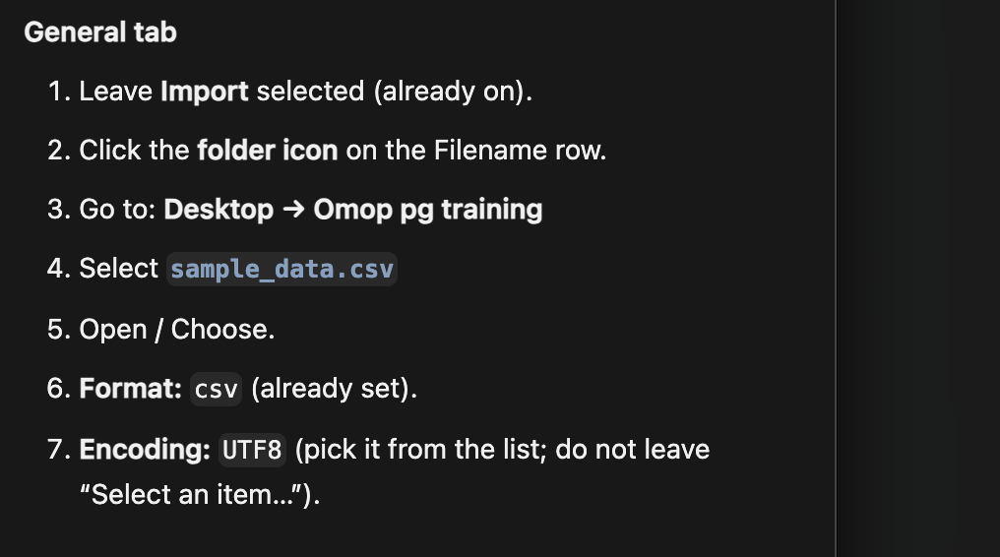 General tab
1. Leave Import selected (already on).
2. Click the folder icon on the Filename row.
3. Go to: Desktop → Omop pg training
4. Select sample_data.csv
5. Open / Choose.
6. Format: csv (already set).
7. Encoding: UTF8 (pick it from the list; do not leave
“Select an item…”).